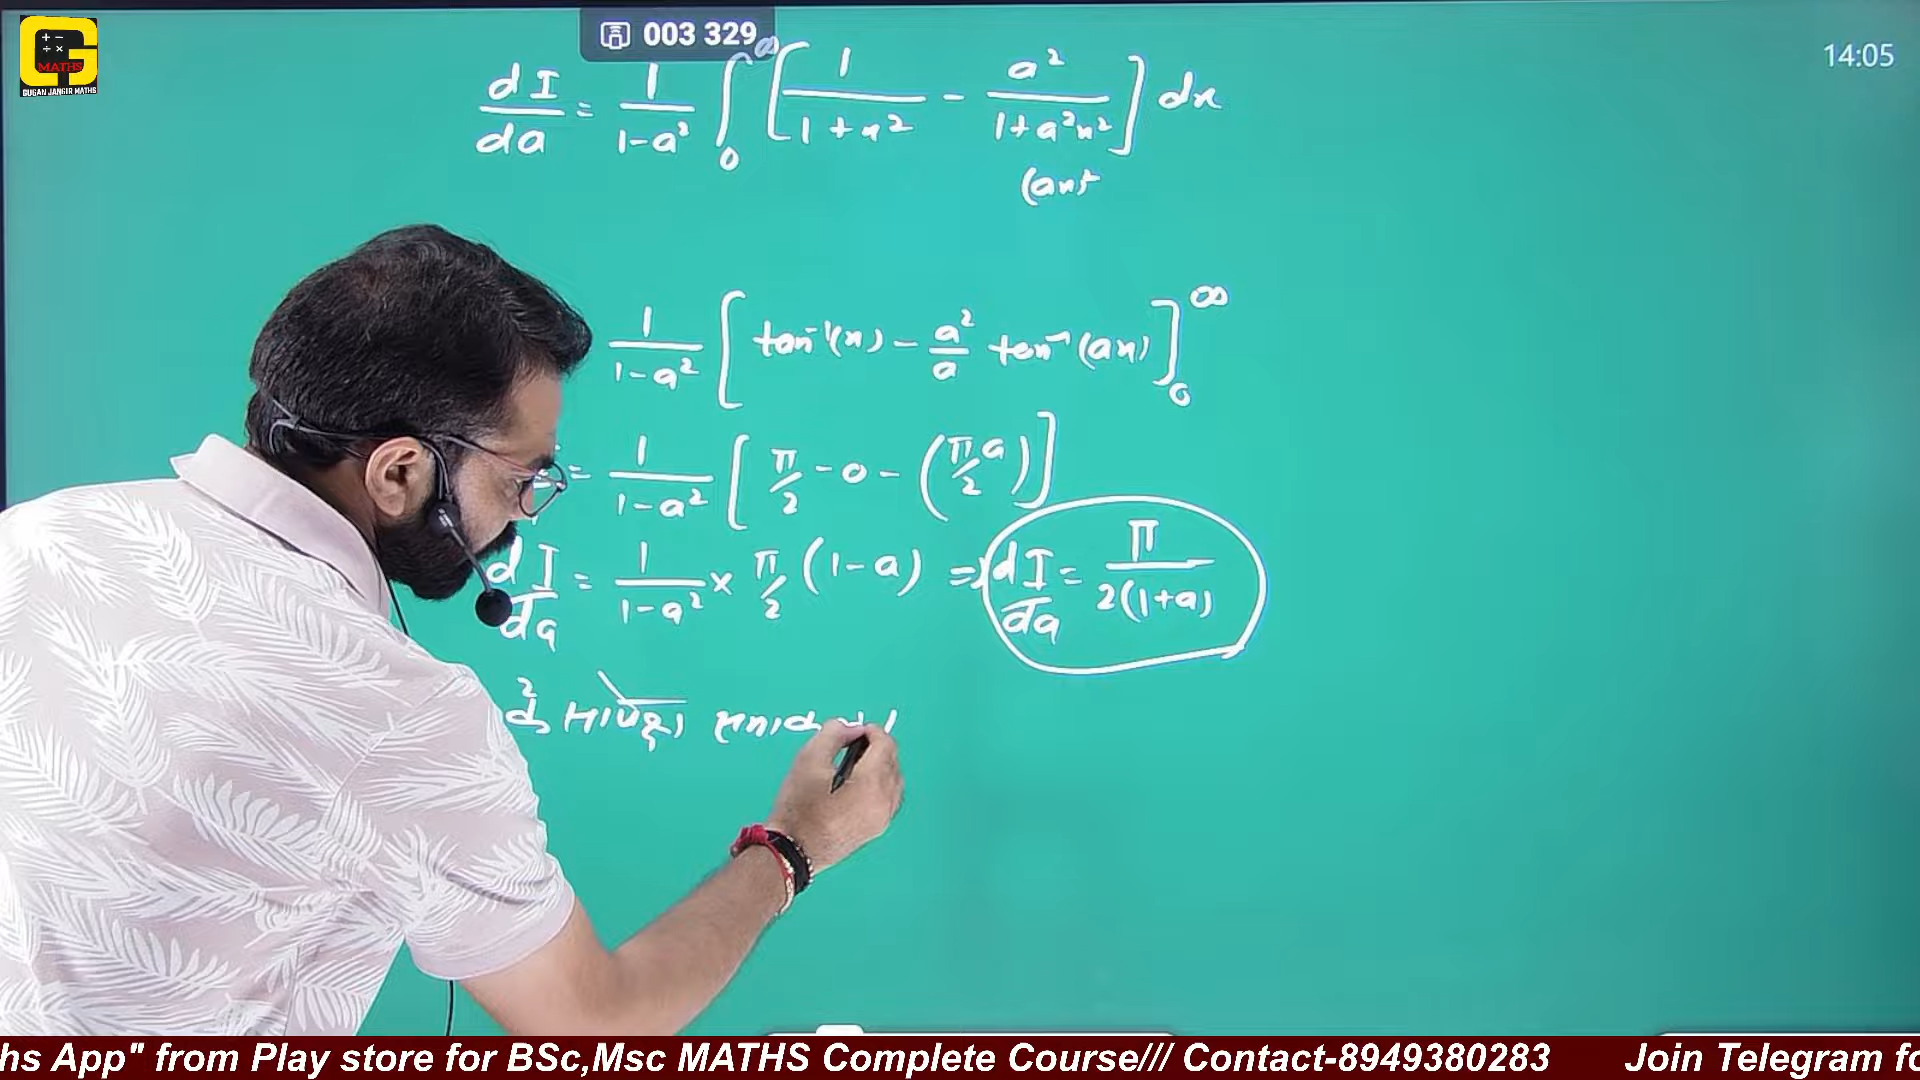 MATHS
GUGAN JANGIR MATHS
003 329
14:05
dI/da = 1/1-a² ∫₀^∞ [1/1+x² - a²/1+a²x²] dx
(ax)²
1/1-a² [tan⁻¹(x) - a²/a tan⁻¹(ax)]₀^∞
= 1/1-a² [π/2 - 0 - (π/2 a)]
dI/da = 1/1-a² × π/2 (1-a) ⇒ dI/da = π/2(1+a)
hs App" from Play store for BSc,Msc MATHS Complete Course/// Contact-8949380283 Join Telegram fo